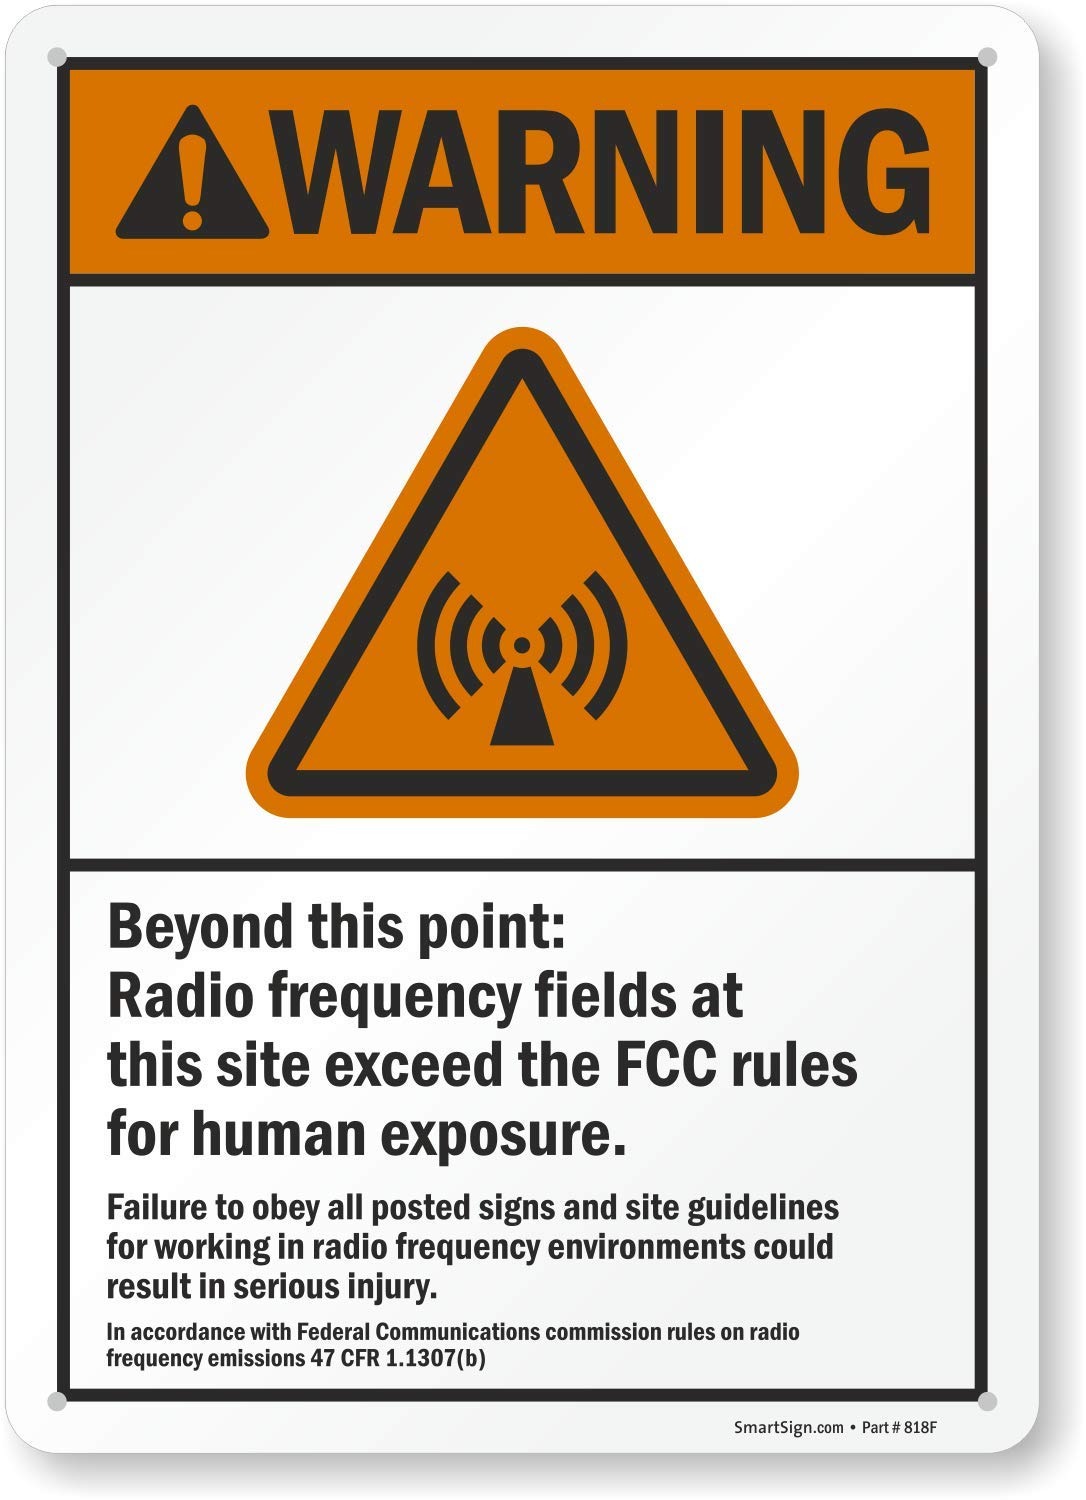 WARNING
Beyond this point:
Radio frequency fields at
this site exceed the FCC rules
for human exposure.
Failure to obey all posted signs and site guidelines
for working in radio frequency environments could
result in serious injury.
In accordance with Federal Communications commission rules on radio
frequency emissions 47 CFR 1.1307(b)
SmartSign.com • Part # 818F